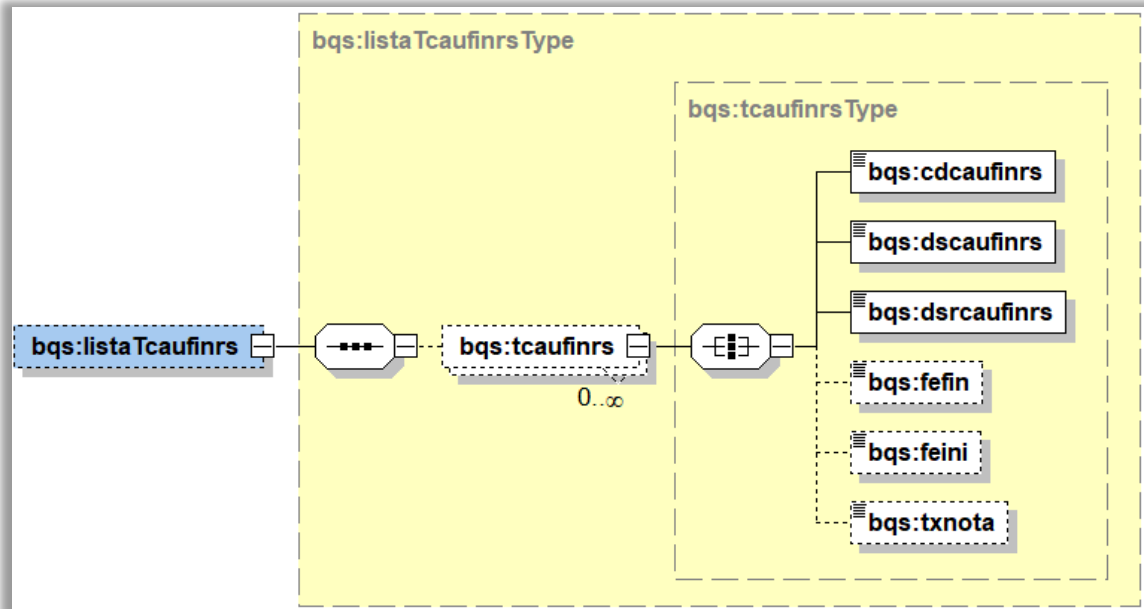 bqs:listaTcaufinrsType
bqs:tcaufinrsType
bqs:cdcaufinrs
bqs:dscaufinrs
bqs:dsrcaufinrs
bqs:listaTcaufinrs
bqs:tcaufinrs
0..∞
bqs:fefin
bqs:feini
bqs:txnota